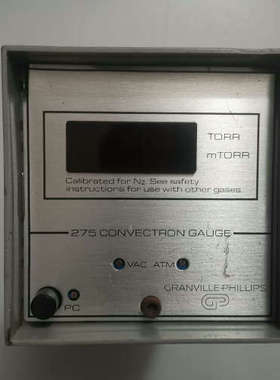 TORR
mTORR
Calibrated for N₂. See safety
instructions for use with other gases.
275 CONVECTRON GAUGE
VAC ATM
GRANVILLE-PHILLIPS
GP
PC